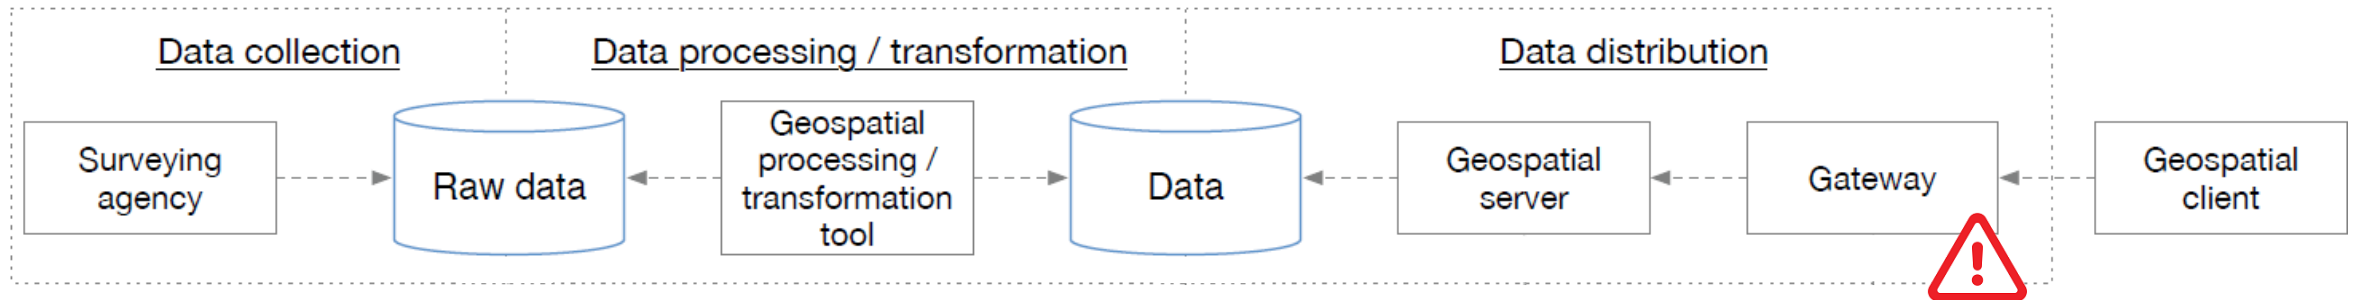 Data collection
Data processing / transformation
Data distribution
Surveying
agency
Raw data
Geospatial
processing /
transformation
tool
Data
Geospatial
server
Gateway
Geospatial
client
!